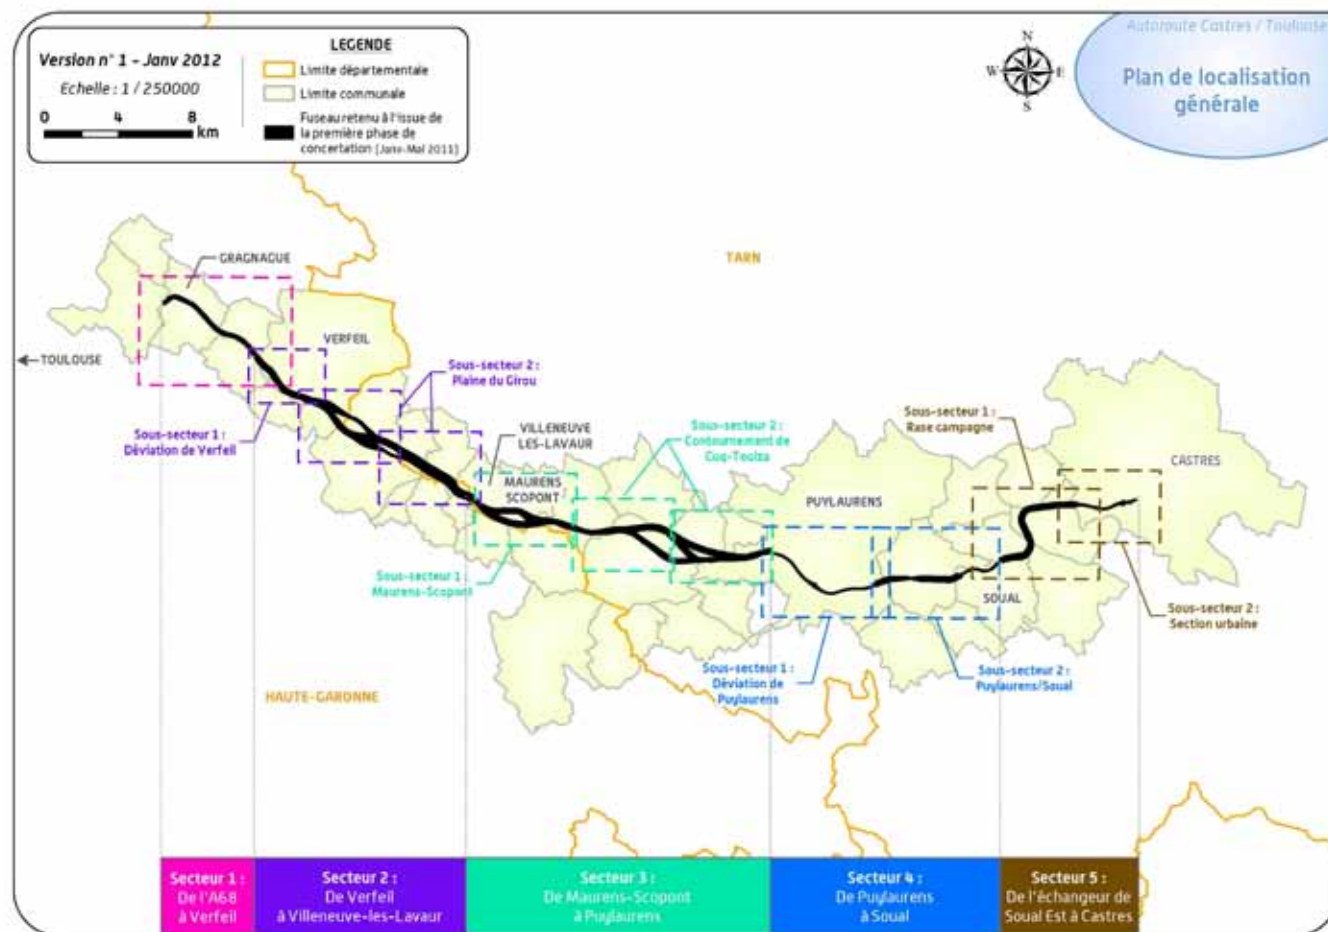 Version n° 1 - Janv 2012
Echelle : 1 / 250000
0 4 8
km
LEGENDE
Limite départementale
Limite communale
Fuseau retenu à l'issue de
la première phase de
concertation (Janv-Mai 2011)
N
W E
S
Autoroute Castres / Toulouse
Plan de localisation
générale
GRAGNAGUE
TARN
TOULOUSE
VERFEIL
Sous-secteur 2 :
Plaine du Girou
Sous-secteur 1 :
Déviation de Verfeil
VILLENEUVE
LES-LAVAUR
MAURENS
SCOPONT
Sous-secteur 2 :
Contournement de
Cuq-Toulza
Sous-secteur 1 :
Rase campagne
CASTRES
PUYLAURENS
Sous-secteur 1
Maurens-Scopont
SOUAL
Sous-secteur 2 :
Section urbaine
HAUTE-GARONNE
Sous-secteur 1 :
Déviation de
Puylaurens
Sous-secteur 2 :
Puylaurens/Soual
Secteur 1 :
De l'A68
à Verfeil
Secteur 2 :
De Verfeil
à Villeneuve-les-Lavaur
Secteur 3 :
De Maurens-Scopont
à Puylaurens
Secteur 4 :
De Puylaurens
à Soual
Secteur 5 :
De l'échangeur de
Soual Est à Castres